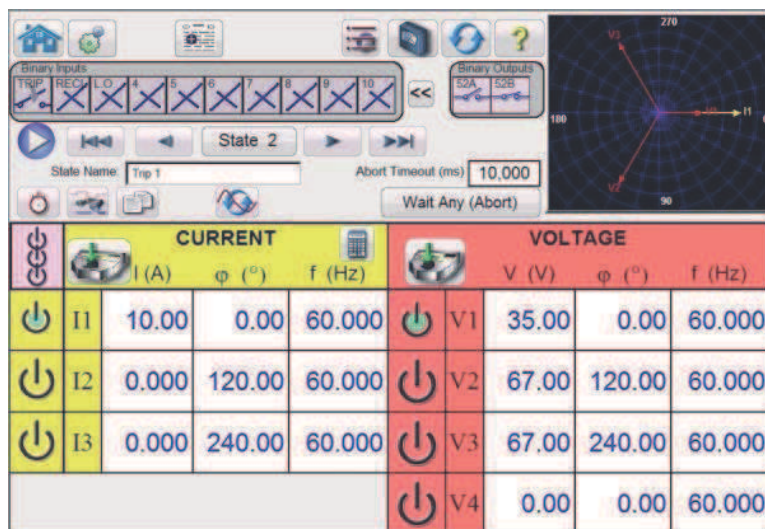 270
V3
Binary Inputs
Binary Outputs
TRIP RECL L.O 4 5 6 7 8 9 10
<<
52A 52B
180
V1 I1
0
State 2
State Name Trip 1
Abort Timeout (ms) 10,000
V2
90
Wait Any (Abort)
CURRENT
VOLTAGE
I (A) φ (°) f (Hz)
V (V) φ (°) f (Hz)
I1 10.00 0.00 60.000 V1 35.00 0.00 60.000
I2 0.000 120.00 60.000 V2 67.00 120.00 60.000
I3 0.000 240.00 60.000 V3 67.00 240.00 60.000
V4 0.00 0.00 60.000